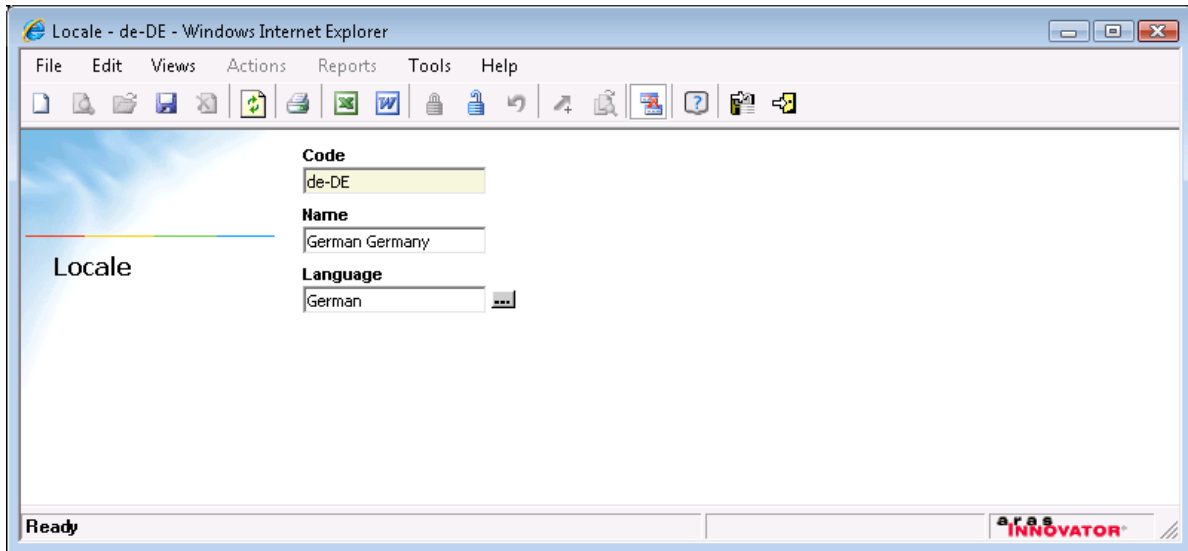 Locale - de-DE - Windows Internet Explorer
File Edit Views Actions Reports Tools Help
Code
de-DE
Name
German Germany
Locale
Language
German
Ready
aras INNOVATOR